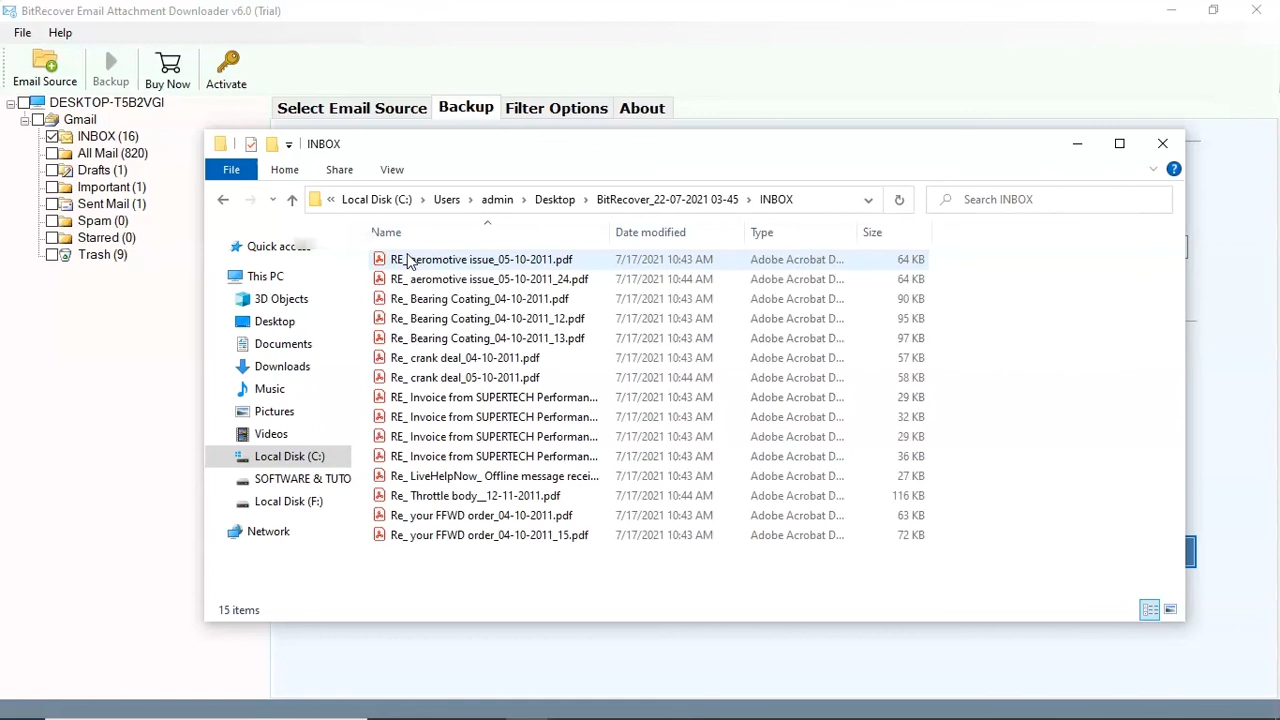 BitRecover Email Attachment Downloader v6.0 (Trial)
File Help
Email Source Backup Buy Now Activate
DESKTOP-T5B2VGI
Gmail
INBOX (16)
All Mail (820)
Drafts (1)
Important (1)
Sent Mail (1)
Spam (0)
Starred (0)
Trash (9)
Select Email Source Backup Filter Options About
INBOX
File Home Share View
« Local Disk (C:) > Users > admin > Desktop > BitRecover_22-07-2021 03-45 > INBOX
Search INBOX
Quick
This PC
3D Objects
Desktop
Documents
Downloads
Music
Pictures
Videos
Local Disk (C:)
SOFTWARE & TUTO
Local Disk (F:)
Network
Name Date modified Type Size
RE_ aeromotive issue_05-10-2011.pdf 7/17/2021 10:43 AM Adobe Acrobat D... 64 KB
RE_ aeromotive issue_05-10-2011_24.pdf 7/17/2021 10:44 AM Adobe Acrobat D... 64 KB
Re_ Bearing Coating_04-10-2011.pdf 7/17/2021 10:43 AM Adobe Acrobat D... 90 KB
Re_ Bearing Coating_04-10-2011_12.pdf 7/17/2021 10:43 AM Adobe Acrobat D... 95 KB
Re_ Bearing Coating_04-10-2011_13.pdf 7/17/2021 10:43 AM Adobe Acrobat D... 97 KB
Re_ crank deal_04-10-2011.pdf 7/17/2021 10:43 AM Adobe Acrobat D... 57 KB
Re_ crank deal_05-10-2011.pdf 7/17/2021 10:44 AM Adobe Acrobat D... 58 KB
RE_ Invoice from SUPERTECH Performan... 7/17/2021 10:43 AM Adobe Acrobat D... 29 KB
RE_ Invoice from SUPERTECH Performan... 7/17/2021 10:43 AM Adobe Acrobat D... 32 KB
RE_ Invoice from SUPERTECH Performan... 7/17/2021 10:43 AM Adobe Acrobat D... 29 KB
RE_ Invoice from SUPERTECH Performan... 7/17/2021 10:43 AM Adobe Acrobat D... 36 KB
Re_ LiveHelpNow_ Offline message recei... 7/17/2021 10:43 AM Adobe Acrobat D... 27 KB
Re_ Throttle body__12-11-2011.pdf 7/17/2021 10:44 AM Adobe Acrobat D... 116 KB
Re_ your FFWD order_04-10-2011.pdf 7/17/2021 10:43 AM Adobe Acrobat D... 63 KB
Re_ your FFWD order_04-10-2011_15.pdf 7/17/2021 10:43 AM Adobe Acrobat D... 72 KB
15 items